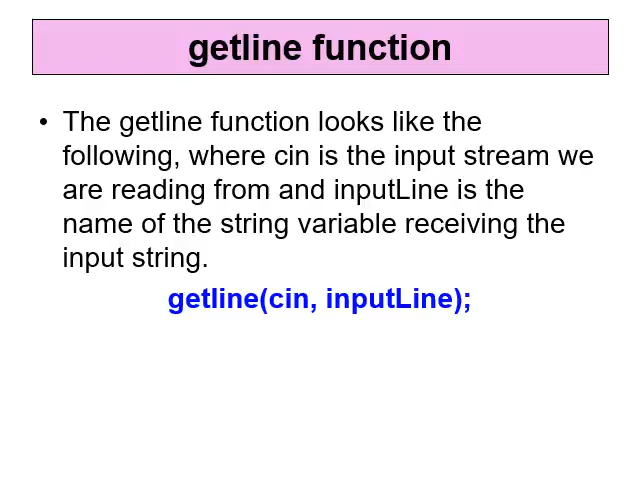 getline function
• The getline function looks like the
following, where cin is the input stream we
are reading from and inputLine is the
name of the string variable receiving the
input string.
getline(cin, inputLine);